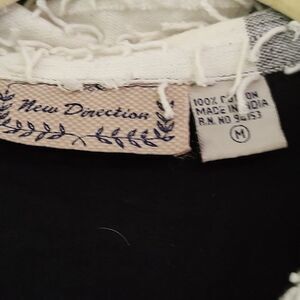 New Direction
100% COTTON
MADE IN INDIA
R.N. NO 94153
M